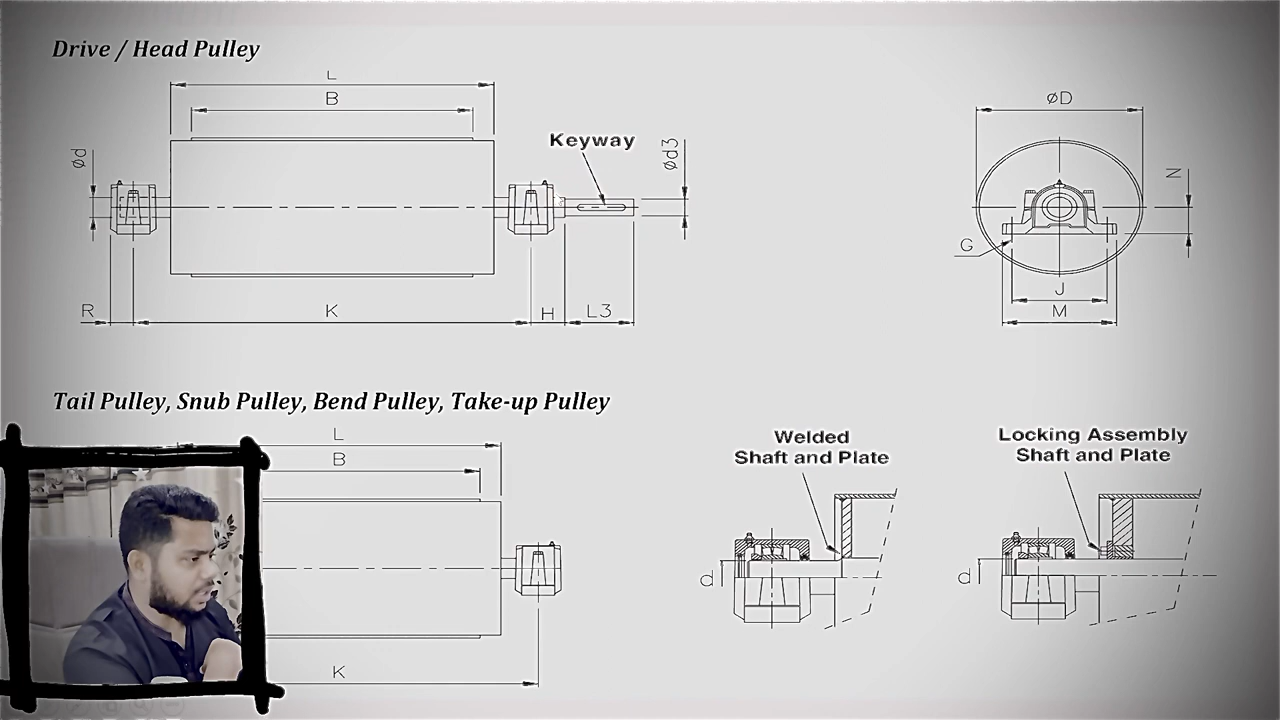 Drive / Head Pulley
L
B
Keyway
ød
ød3
R
K
H
L3
øD
N
G
J
M
Tail Pulley, Snub Pulley, Bend Pulley, Take-up Pulley
L
B
K
Welded
Shaft and Plate
d
Locking Assembly
Shaft and Plate
d